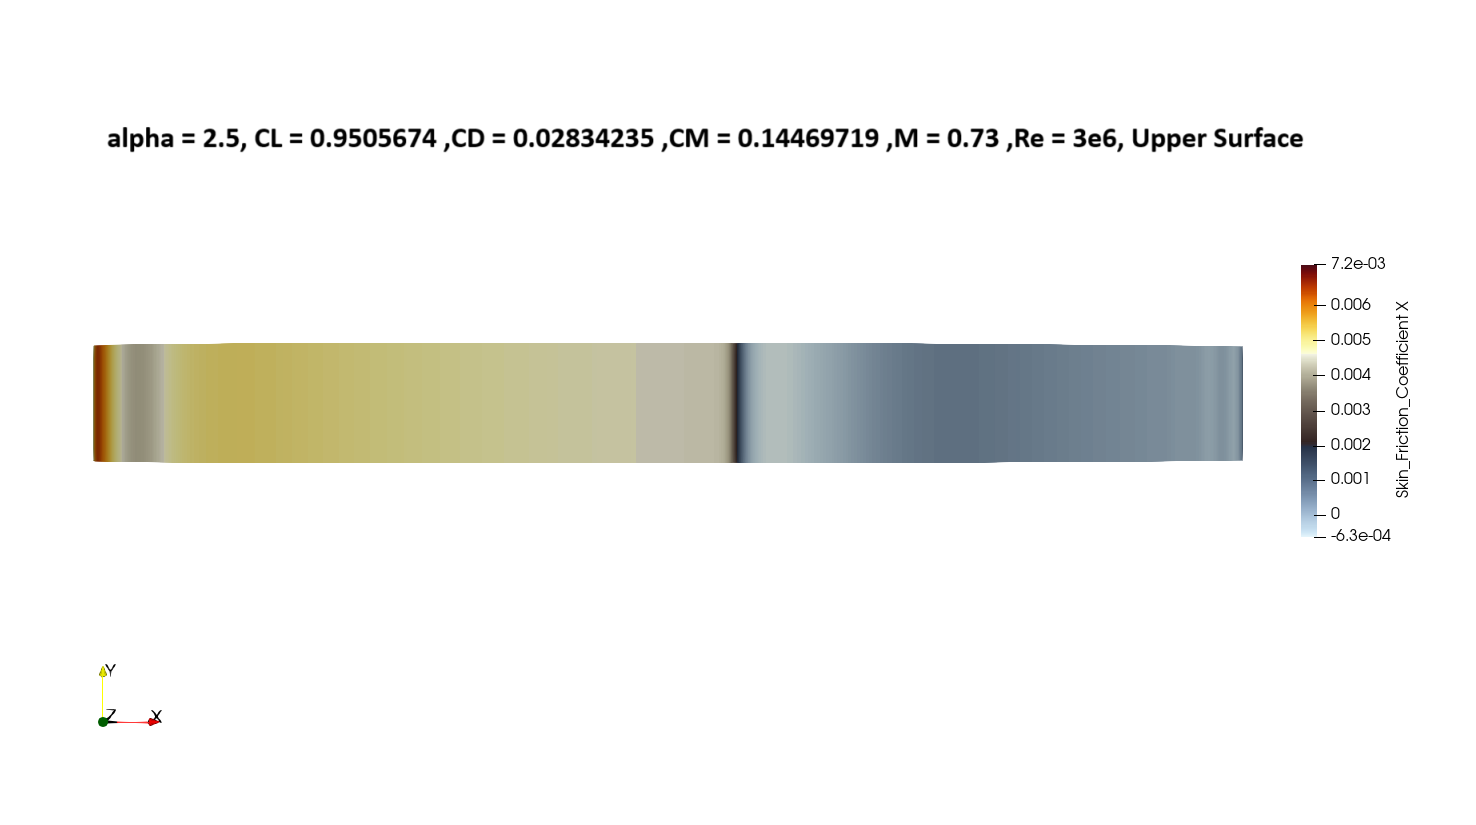 alpha = 2.5, CL = 0.9505674 ,CD = 0.02834235 ,CM = 0.14469719 ,M = 0.73 ,Re = 3e6, Upper Surface
7.2e-03
0.006
0.005
0.004
0.003
0.002
0.001
0
-6.3e-04
Skin_Friction_Coefficient X
Y
Z
X